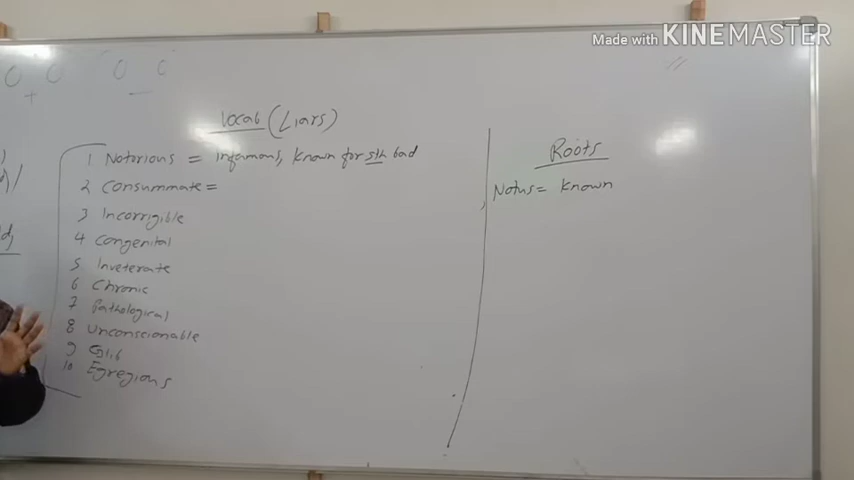 Made with KINEMASTER
Vocab (Liars)
1 Notorious = infamous, known for sth bad
2 Consummate =
3 Incorrigible
4 Congenital
5 Inveterate
6 Chronic
7 Pathological
8 Unconscionable
9 Glib
10 Egregious
Roots
Notus = known